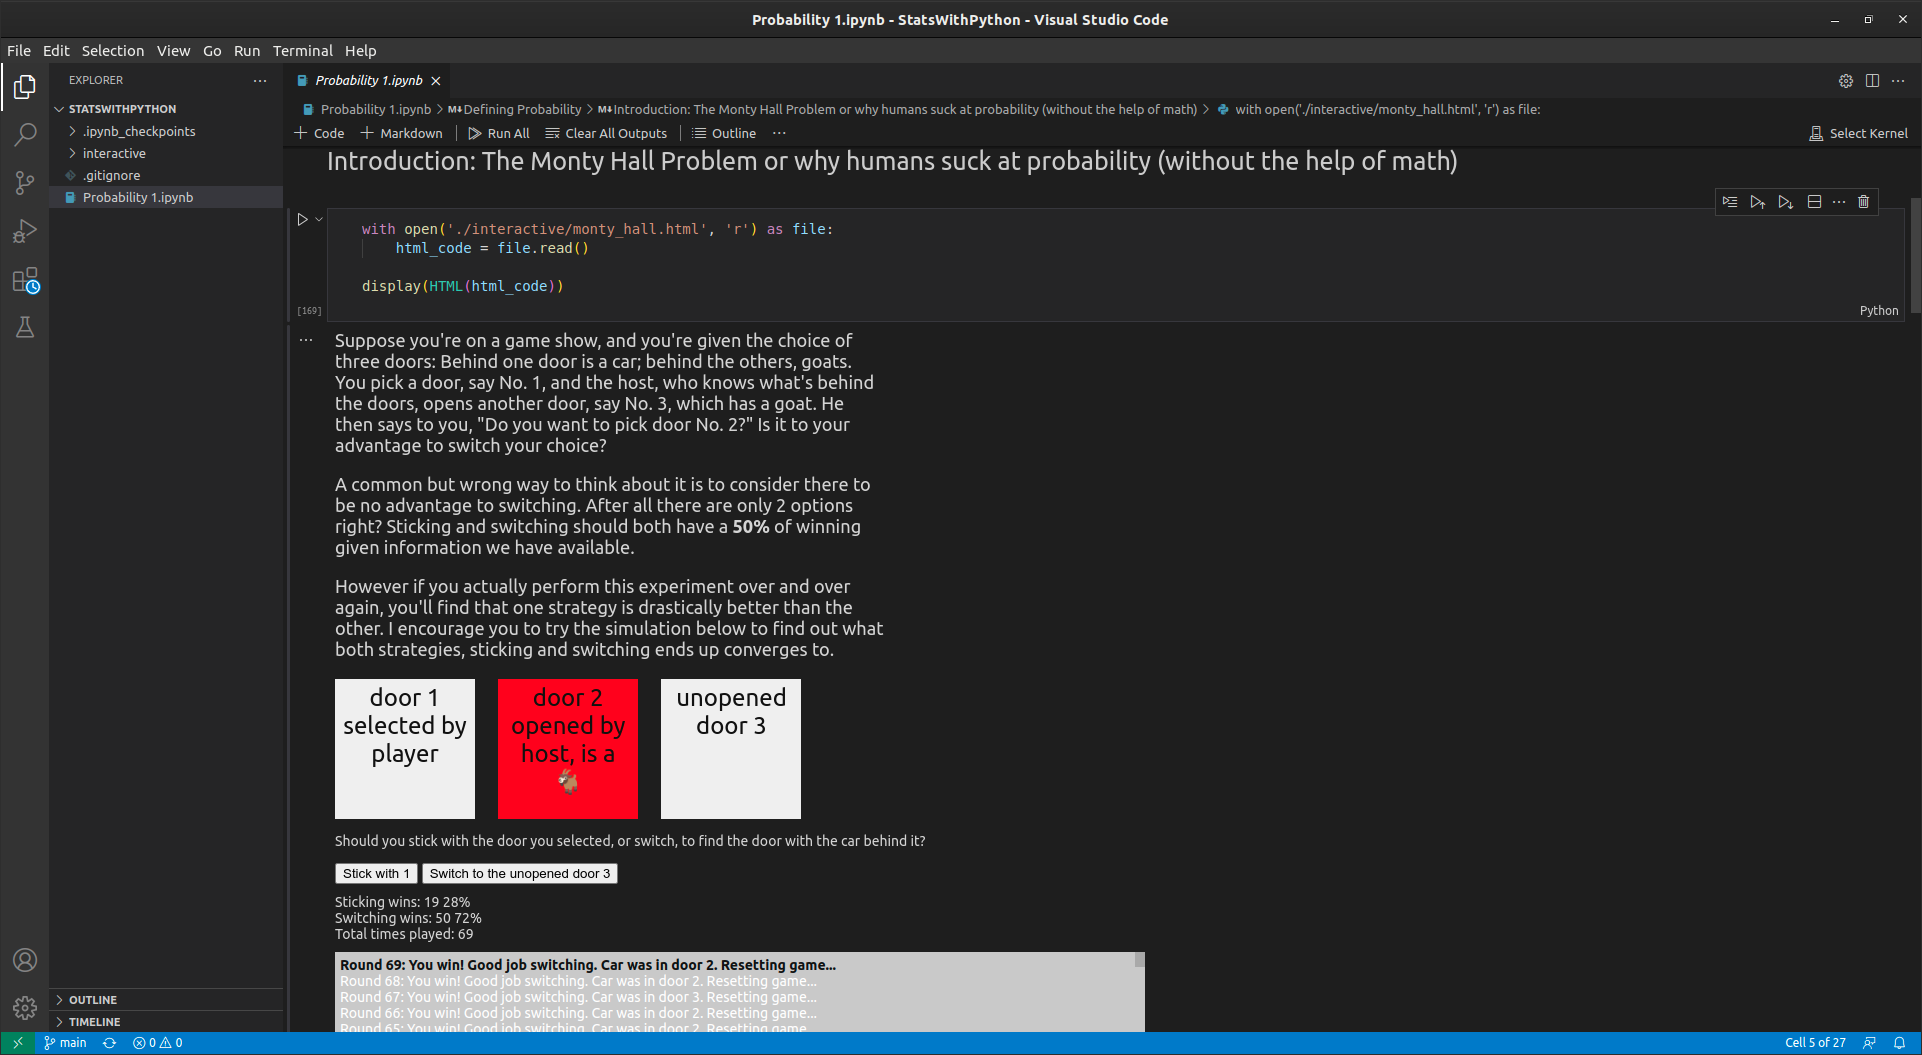 Probability 1.ipynb - StatsWithPython - Visual Studio Code
File Edit Selection View Go Run Terminal Help
EXPLORER
STATSWITHPYTHON
.ipynb_checkpoints
interactive
.gitignore
Probability 1.ipynb
OUTLINE
TIMELINE
Probability 1.ipynb
Probability 1.ipynb > M↓Defining Probability > M↓Introduction: The Monty Hall Problem or why humans suck at probability (without the help of math) > with open('./interactive/monty_hall.html', 'r') as file:
+ Code + Markdown Run All Clear All Outputs Outline ... Select Kernel
Introduction: The Monty Hall Problem or why humans suck at probability (without the help of math)
with open('./interactive/monty_hall.html', 'r') as file:
    html_code = file.read()
display(HTML(html_code))
[169]
Python
Suppose you're on a game show, and you're given the choice of
three doors: Behind one door is a car; behind the others, goats.
You pick a door, say No. 1, and the host, who knows what's behind
the doors, opens another door, say No. 3, which has a goat. He
then says to you, "Do you want to pick door No. 2?" Is it to your
advantage to switch your choice?
A common but wrong way to think about it is to consider there to
be no advantage to switching. After all there are only 2 options
right? Sticking and switching should both have a 50% of winning
given information we have available.
However if you actually perform this experiment over and over
again, you'll find that one strategy is drastically better than the
other. I encourage you to try the simulation below to find out what
both strategies, sticking and switching ends up converges to.
door 1
selected by
player
door 2
opened by
host, is a
🐐
unopened
door 3
Should you stick with the door you selected, or switch, to find the door with the car behind it?
Stick with 1 Switch to the unopened door 3
Sticking wins: 19 28%
Switching wins: 50 72%
Total times played: 69
Round 69: You win! Good job switching. Car was in door 2. Resetting game...
Round 68: You win! Good job switching. Car was in door 2. Resetting game...
Round 67: You win! Good job switching. Car was in door 3. Resetting game...
Round 66: You win! Good job switching. Car was in door 2. Resetting game...
Round 65: You win! Good job switching. Car was in door 2. Resetting game...
main 0 0 Cell 5 of 27